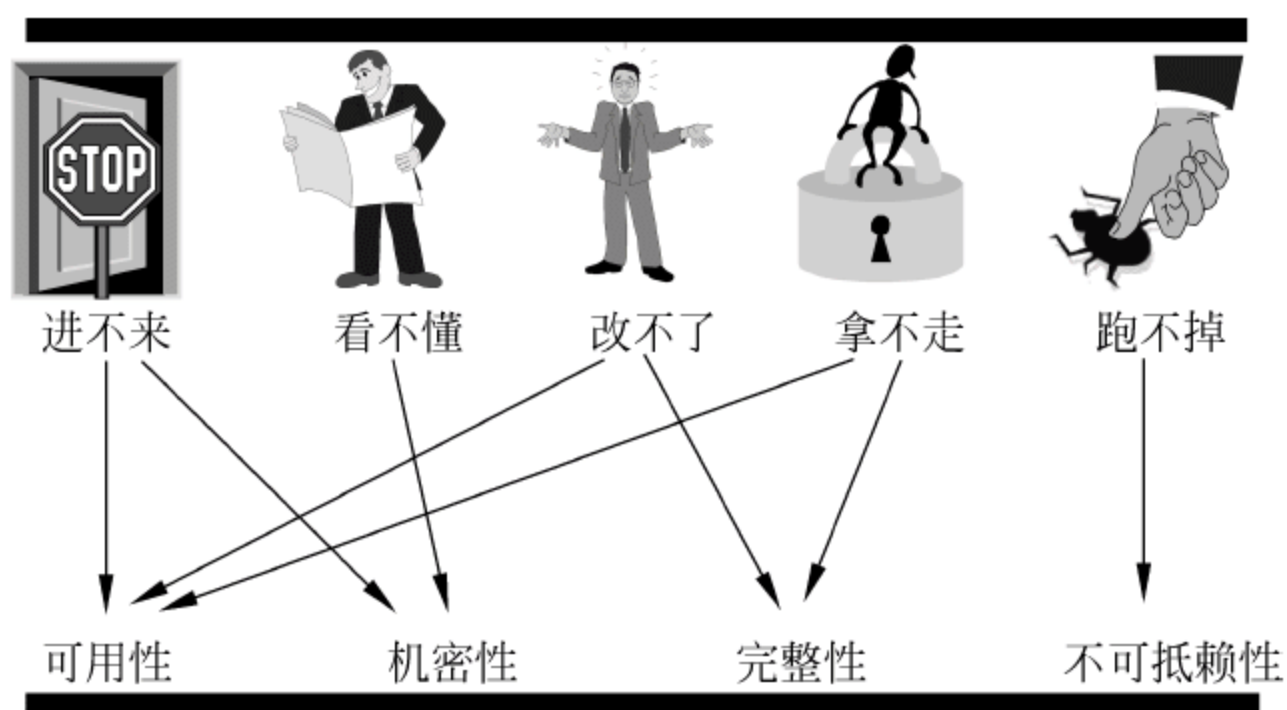 STOP
进不来 看不懂 改不了 拿不走 跑不掉
可用性 机密性 完整性 不可抵赖性